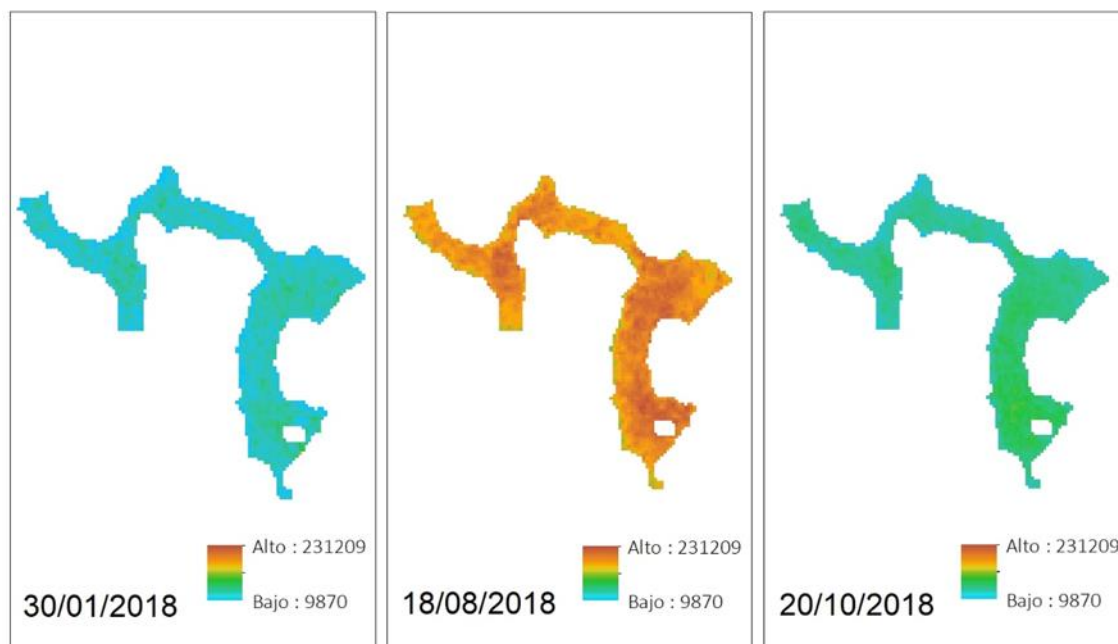 Alto : 231209
Bajo : 9870
30/01/2018
Alto : 231209
Bajo : 9870
18/08/2018
Alto : 231209
Bajo : 9870
20/10/2018